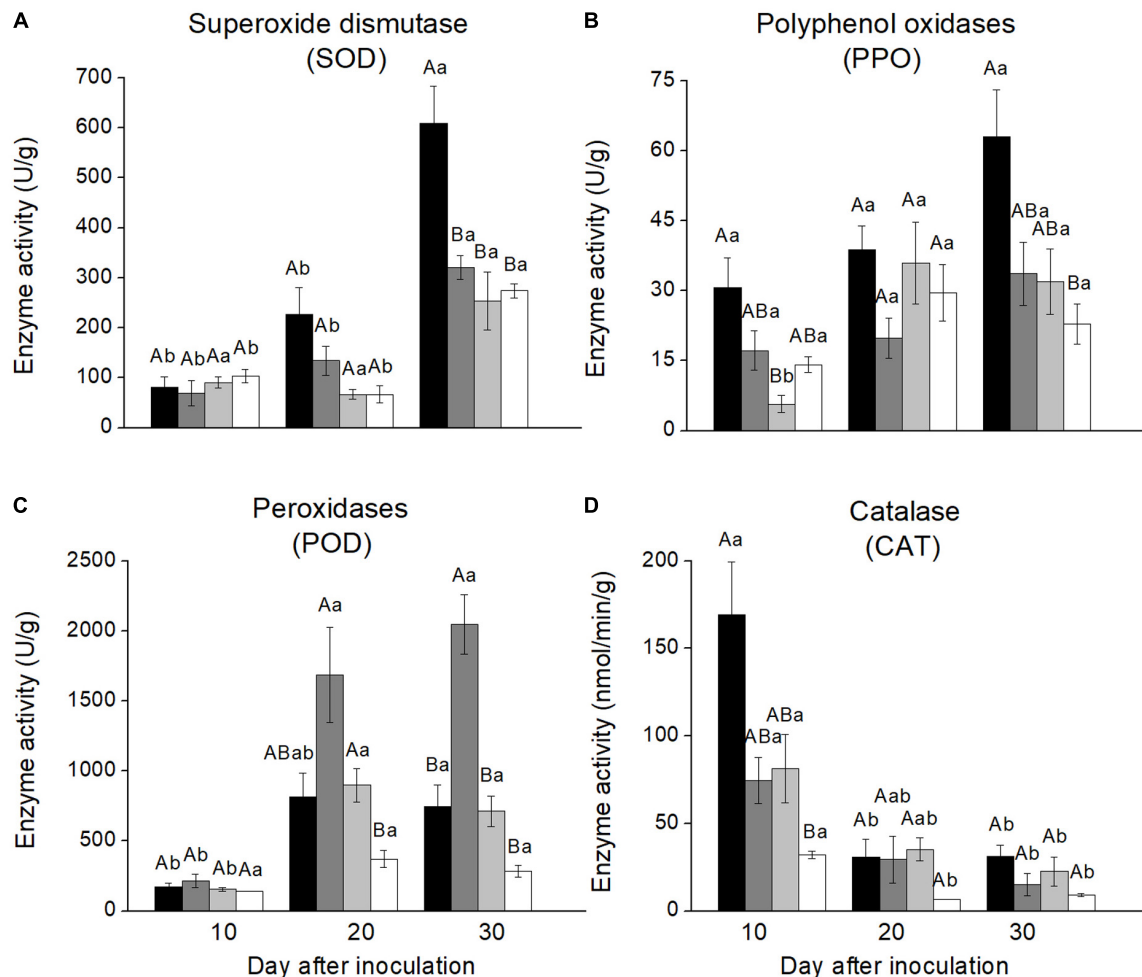 A
Superoxide dismutase
(SOD)
Enzyme activity (U/g)
700
600
500
400
300
200
100
0
Ab Ab Aa Ab
Ab Ab Aa Ab
Aa Ba Ba Ba
B
Polyphenol oxidases
(PPO)
Enzyme activity (U/g)
75
60
45
30
15
0
Aa ABa Bb ABa
Aa Aa Aa Aa
Aa ABa ABa Ba
C
Peroxidases
(POD)
Enzyme activity (U/g)
2500
2000
1500
1000
500
0
Ab Ab Ab Aa
ABab Aa Aa Ba
Ba Aa Ba Ba
10 20 30
Day after inoculation
D
Catalase
(CAT)
Enzyme activity (nmol/min/g)
200
150
100
50
0
Aa ABa ABa Ba
Ab Aab Aab Ab
Ab Ab Ab Ab
10 20 30
Day after inoculation